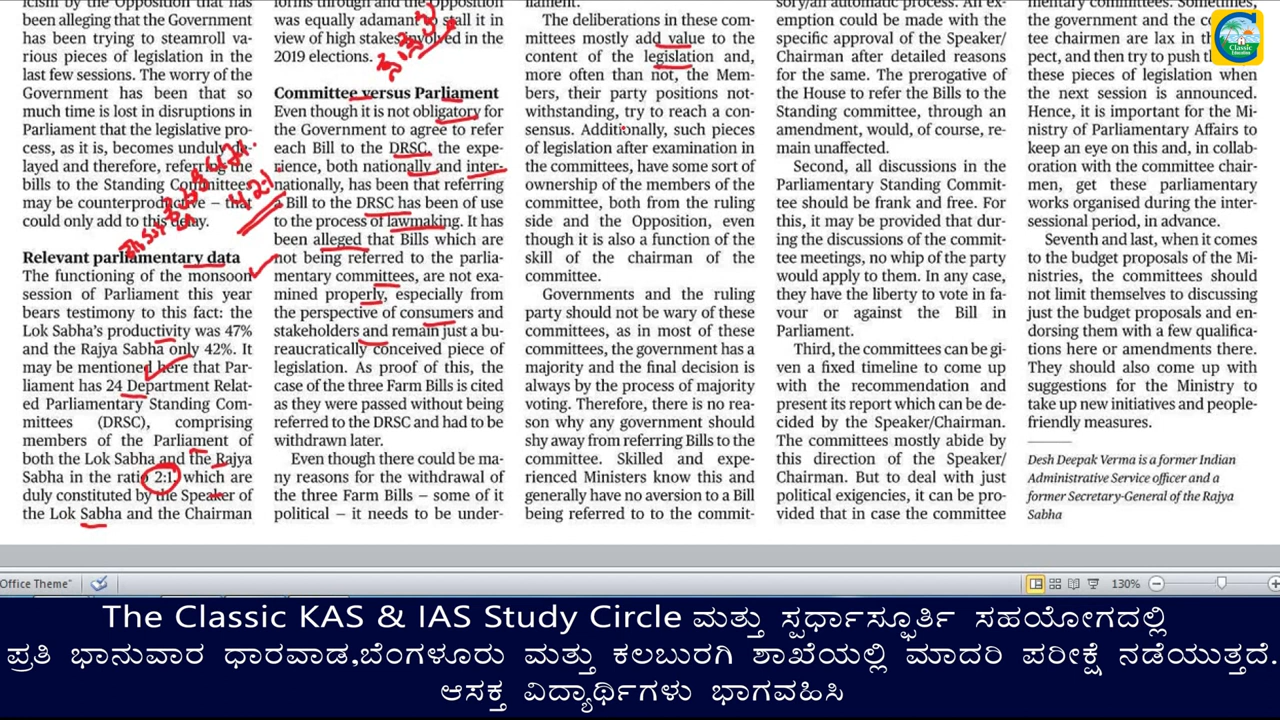 icism by the Opposition that has
been alleging that the Government
has been trying to steamroll va-
rious pieces of legislation in the
last few sessions. The worry of the
Government has been that so
much time is lost in disruptions in
Parliament that the legislative pro-
cess, as it is, becomes unduly de-
layed and therefore, referring the
bills to the Standing Committees
may be counterproductive – that
could only add to this delay.
Relevant parliamentary data
The functioning of the monsoon
session of Parliament this year
bears testimony to this fact: the
Lok Sabha's productivity was 47%
and the Rajya Sabha only 42%. It
may be mentioned here that Par-
liament has 24 Department Relat-
ed Parliamentary Standing Com-
mittees (DRSC), comprising
members of the Parliament of
both the Lok Sabha and the Rajya
Sabha in the ratio 2:1, which are
duly constituted by the Speaker of
the Lok Sabha and the Chairman
forms through and the Opposition
was equally adamant to stall it in
view of high stakes involved in the
2019 elections.
Committee versus Parliament
Even though it is not obligatory for
the Government to agree to refer
each Bill to the DRSC, the expe-
rience, both nationally and inter-
nationally, has been that referring
a Bill to the DRSC has been of use
to the process of lawmaking. It has
been alleged that Bills which are
not being referred to the parlia-
mentary committees, are not exa-
mined properly, especially from
the perspective of consumers and
stakeholders and remain just a bu-
reaucratically conceived piece of
legislation. As proof of this, the
case of the three Farm Bills is cited
as they were passed without being
referred to the DRSC and had to be
withdrawn later.
Even though there could be ma-
ny reasons for the withdrawal of
the three Farm Bills – some of it
political – it needs to be under-
liament.
The deliberations in these com-
mittees mostly add value to the
content of the legislation and,
more often than not, the Mem-
bers, their party positions not-
withstanding, try to reach a con-
sensus. Additionally, such pieces
of legislation after examination in
the committees, have some sort of
ownership of the members of the
committee, both from the ruling
side and the Opposition, even
though it is also a function of the
skill of the chairman of the
committee.
Governments and the ruling
party should not be wary of these
committees, as in most of these
committees, the government has a
majority and the final decision is
always by the process of majority
voting. Therefore, there is no rea-
son why any government should
shy away from referring Bills to the
committee. Skilled and expe-
rienced Ministers know this and
generally have no aversion to a Bill
being referred to to the commit-
sory/an automatic process. An ex-
emption could be made with the
specific approval of the Speaker/
Chairman after detailed reasons
for the same. The prerogative of
the House to refer the Bills to the
Standing committee, through an
amendment, would, of course, re-
main unaffected.
Second, all discussions in the
Parliamentary Standing Commit-
tee should be frank and free. For
this, it may be provided that dur-
ing the discussions of the commit-
tee meetings, no whip of the party
would apply to them. In any case,
they have the liberty to vote in fa-
vour or against the Bill in
Parliament.
Third, the committees can be gi-
ven a fixed timeline to come up
with the recommendation and
present its report which can be de-
cided by the Speaker/Chairman.
The committees mostly abide by
this direction of the Speaker/
Chairman. But to deal with just
political exigencies, it can be pro-
vided that in case the committee
mentary committees. Sometimes,
the government and the co
tee chairmen are lax in th
pect, and then try to push t
these pieces of legislation when
the next session is announced.
Hence, it is important for the Mi-
nistry of Parliamentary Affairs to
keep an eye on this and, in collab-
oration with the committee chair-
men, get these parliamentary
works organised during the inter-
sessional period, in advance.
Seventh and last, when it comes
to the budget proposals of the Mi-
nistries, the committees should
not limit themselves to discussing
just the budget proposals and en-
dorsing them with a few qualifica-
tions here or amendments there.
They should also come up with
suggestions for the Ministry to
take up new initiatives and people-
friendly measures.
Desh Deepak Verma is a former Indian
Administrative Service officer and a
former Secretary-General of the Rajya
Sabha
Classic
Education
Office Theme"
130%
The Classic KAS & IAS Study Circle ಮತ್ತು ಸ್ಪರ್ಧಾಸ್ಫೂರ್ತಿ ಸಹಯೋಗದಲ್ಲಿ
ಪ್ರತಿ ಭಾನುವಾರ ಧಾರವಾಡ,ಬೆಂಗಳೂರು ಮತ್ತು ಕಲಬುರಗಿ ಶಾಖೆಯಲ್ಲಿ ಮಾದರಿ ಪರೀಕ್ಷೆ ನಡೆಯುತ್ತದೆ.
ಆಸಕ್ತ ವಿದ್ಯಾರ್ಥಿಗಳು ಭಾಗವಹಿಸಿ